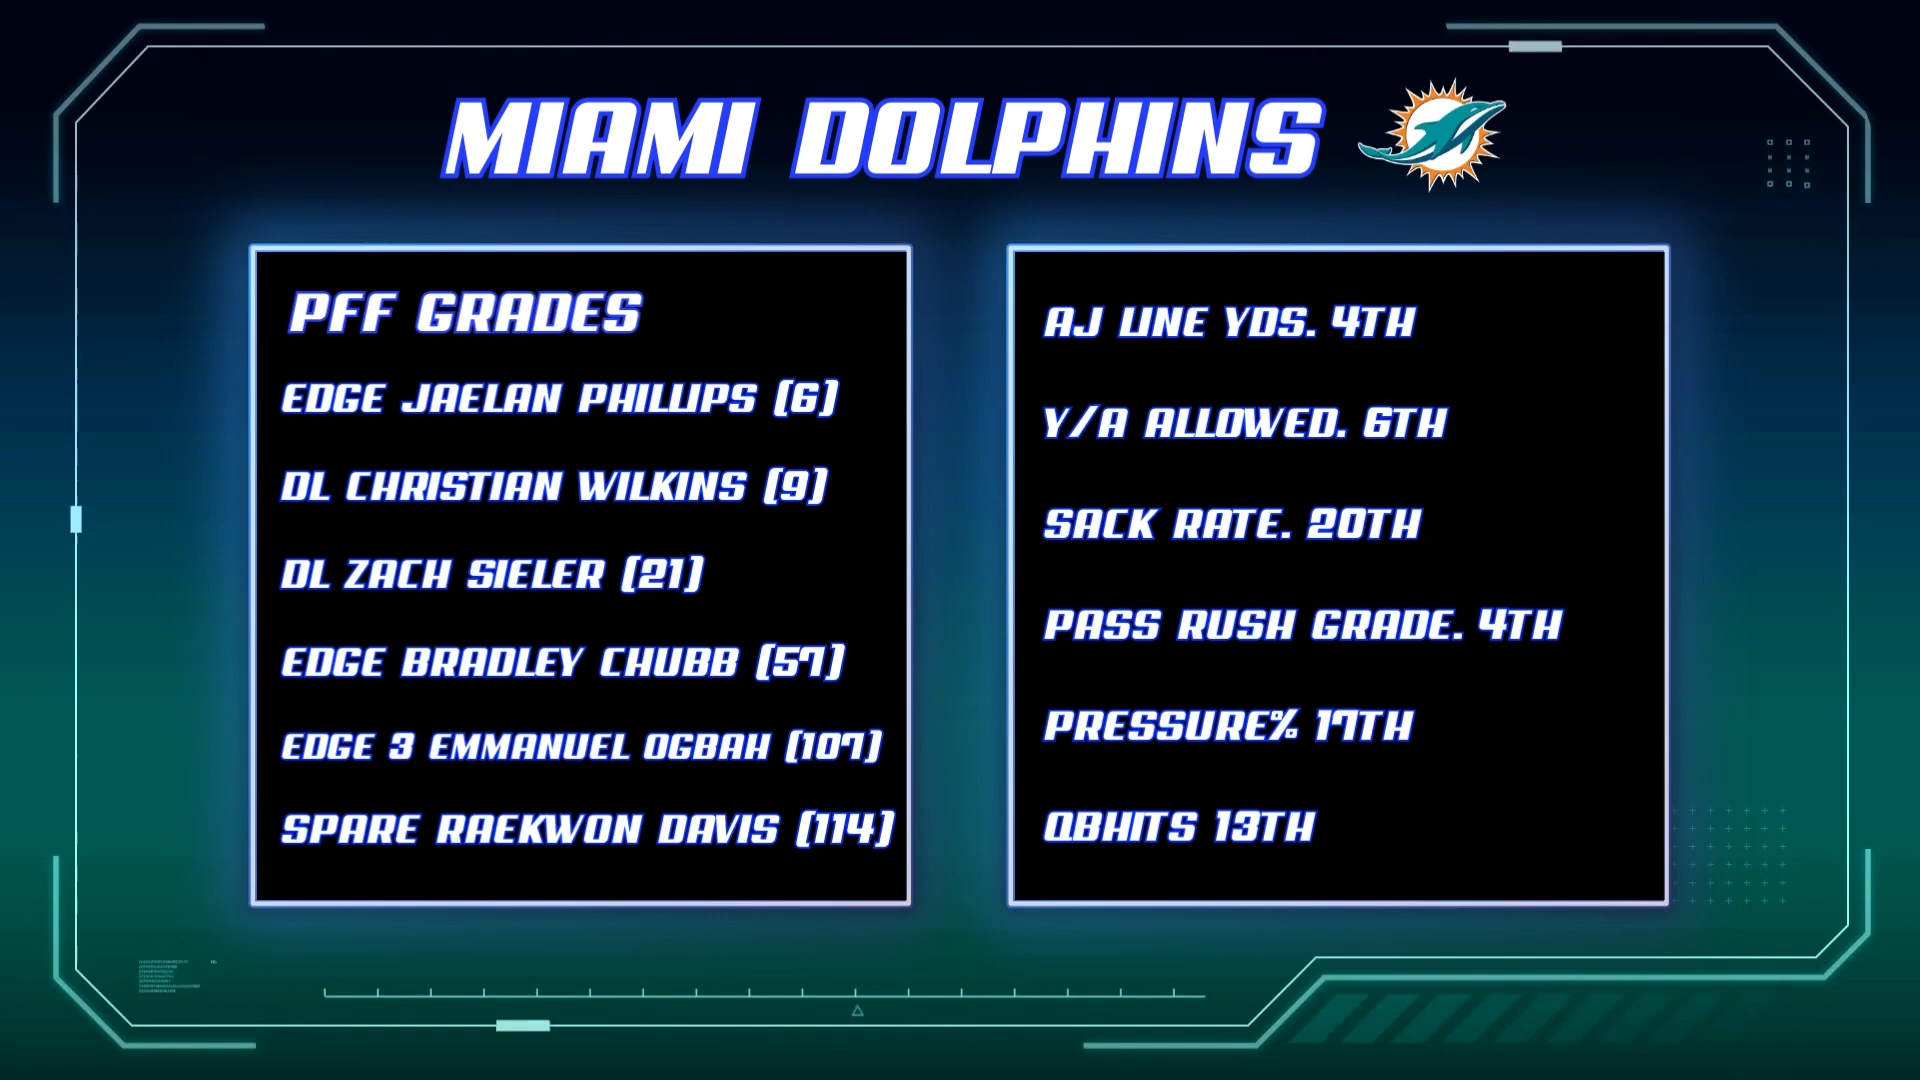 MIAMI DOLPHINS
PFF GRADES
EDGE JAELAN PHILLIPS (6)
DL CHRISTIAN WILKINS (9)
DL ZACH SIELER (21)
EDGE BRADLEY CHUBB (57)
EDGE 3 EMMANUEL OGBAH (107)
SPARE RAEKWON DAVIS (114)
AJ LINE YDS. 4TH
Y/A ALLOWED. 6TH
SACK RATE. 20TH
PASS RUSH GRADE. 4TH
PRESSURE% 17TH
QBHITS 13TH